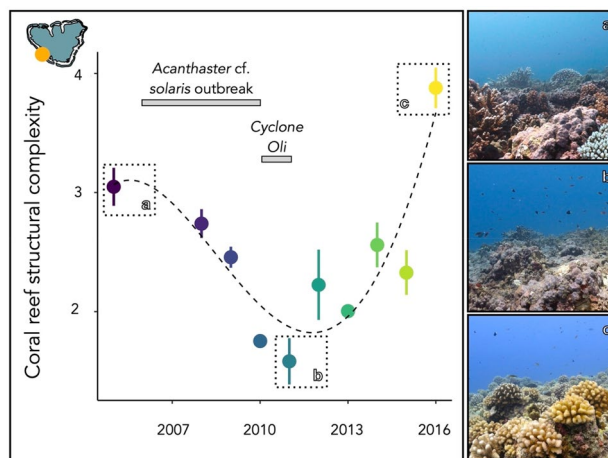 Acanthaster cf.
solaris outbreak
Cyclone
Oli
Coral reef structural complexity
4
3
2
a
b
c
2007
2010
2013
2016
a
b
c